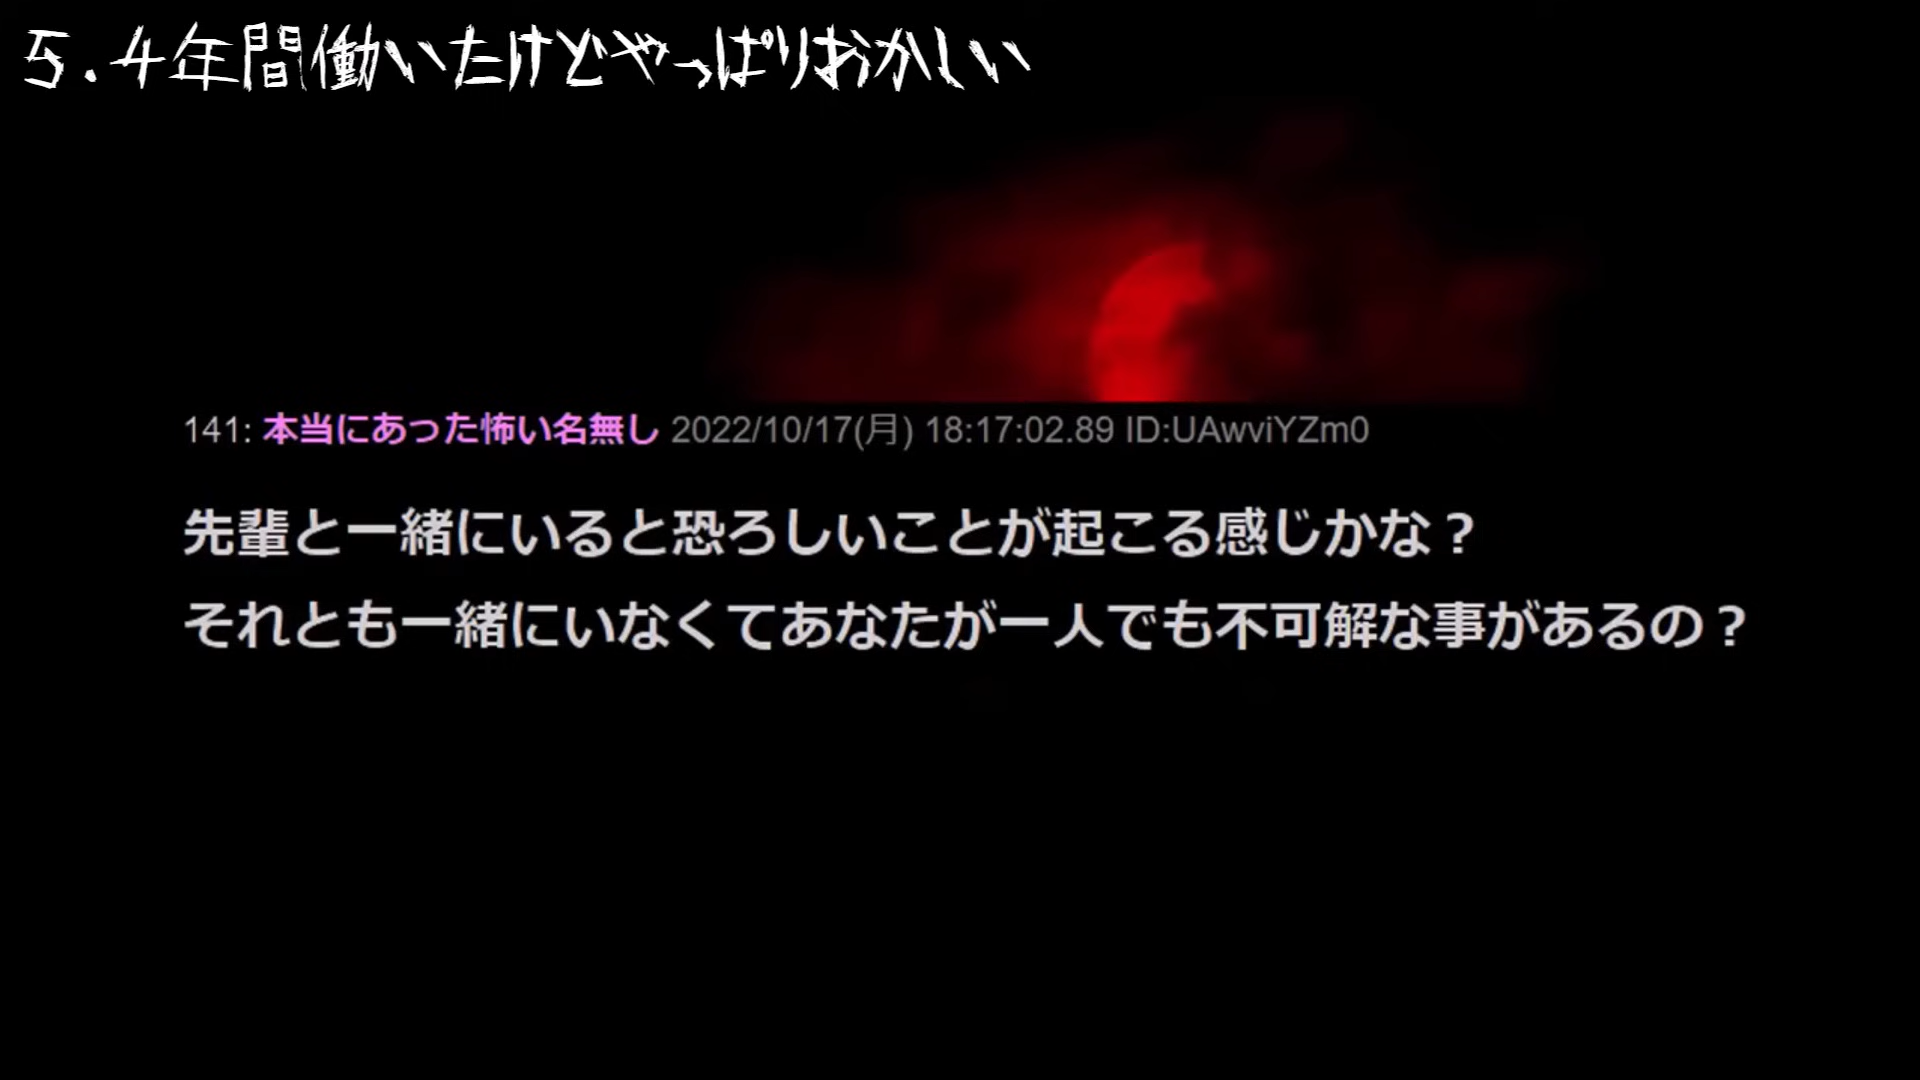 5.4年間働いたけどやっぱりおかしい
141: 本当にあった怖い名無し 2022/10/17(月) 18:17:02.89 ID:UAwviYZm0
先輩と一緒にいると恐ろしいことが起こる感じかな？
それとも一緒にいなくてあなたが一人でも不可解な事があるの？